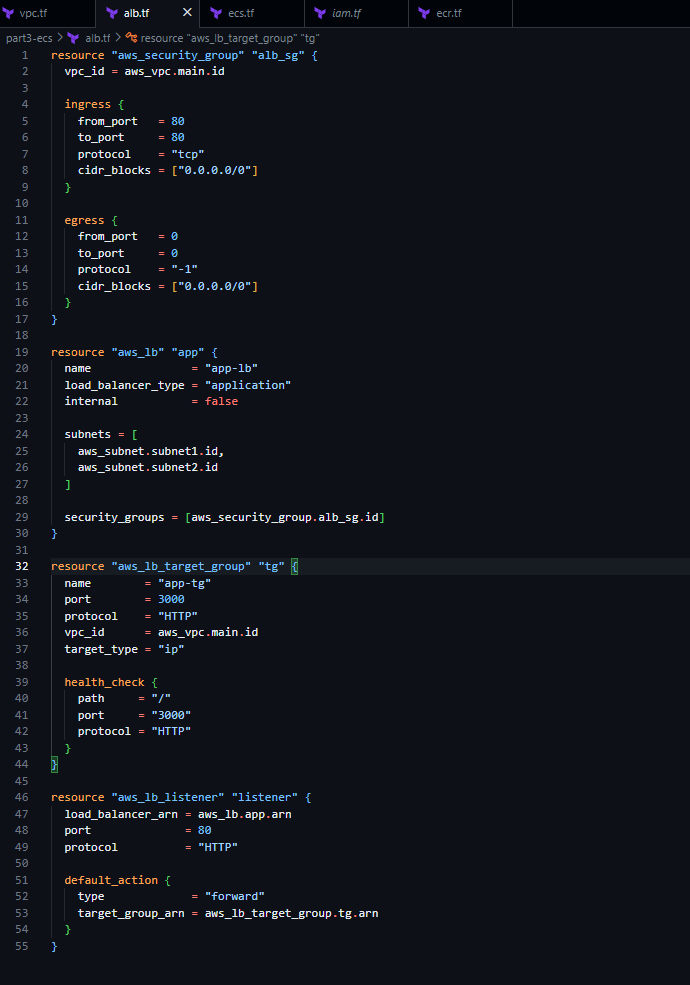 vpc.tf alb.tf × ecs.tf iam.tf ecr.tf
part3-ecs > alb.tf > resource "aws_lb_target_group" "tg"
1 resource "aws_security_group" "alb_sg" {
2   vpc_id = aws_vpc.main.id
3
4   ingress {
5     from_port   = 80
6     to_port     = 80
7     protocol    = "tcp"
8     cidr_blocks = ["0.0.0.0/0"]
9   }
10
11   egress {
12     from_port   = 0
13     to_port     = 0
14     protocol    = "-1"
15     cidr_blocks = ["0.0.0.0/0"]
16   }
17 }
18
19 resource "aws_lb" "app" {
20   name               = "app-lb"
21   load_balancer_type = "application"
22   internal           = false
23
24   subnets = [
25     aws_subnet.subnet1.id,
26     aws_subnet.subnet2.id
27   ]
28
29   security_groups = [aws_security_group.alb_sg.id]
30 }
31
32 resource "aws_lb_target_group" "tg" {
33   name        = "app-tg"
34   port        = 3000
35   protocol    = "HTTP"
36   vpc_id      = aws_vpc.main.id
37   target_type = "ip"
38
39   health_check {
40     path     = "/"
41     port     = "3000"
42     protocol = "HTTP"
43   }
44 }
45
46 resource "aws_lb_listener" "listener" {
47   load_balancer_arn = aws_lb.app.arn
48   port              = 80
49   protocol          = "HTTP"
50
51   default_action {
52     type             = "forward"
53     target_group_arn = aws_lb_target_group.tg.arn
54   }
55 }